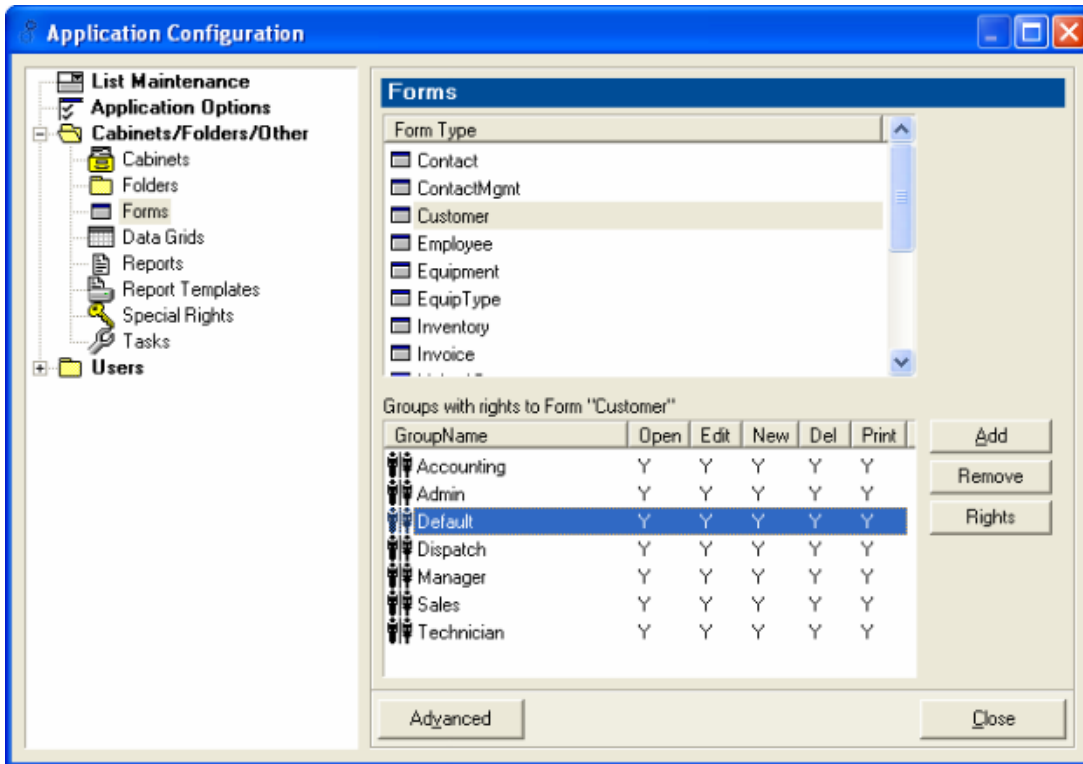 Application Configuration
List Maintenance
Application Options
Cabinets/Folders/Other
Cabinets
Folders
Forms
Data Grids
Reports
Report Templates
Special Rights
Tasks
Users
Forms
Form Type
Contact
ContactMgmt
Customer
Employee
Equipment
EquipType
Inventory
Invoice
Groups with rights to Form "Customer"
GroupName Open Edit New Del Print
Accounting Y Y Y Y Y
Admin Y Y Y Y Y
Default Y Y Y Y Y
Dispatch Y Y Y Y Y
Manager Y Y Y Y Y
Sales Y Y Y Y Y
Technician Y Y Y Y Y
Add
Remove
Rights
Advanced
Close